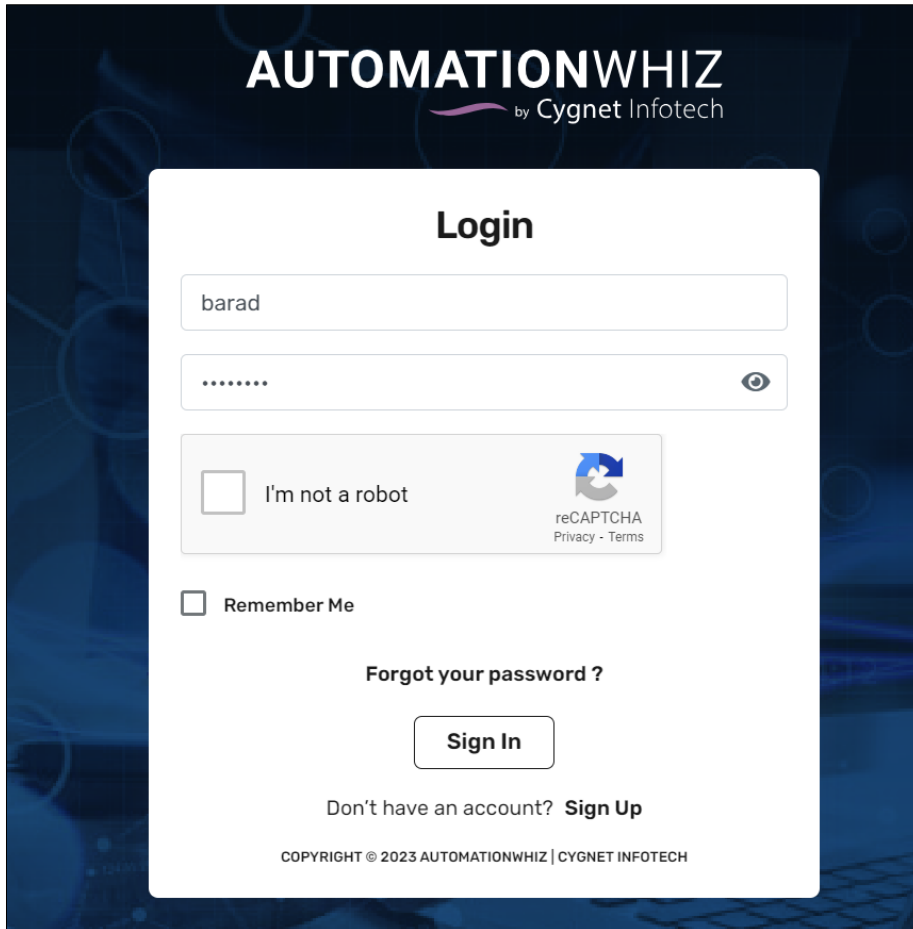 AUTOMATIONWHIZ
by Cygnet Infotech
Login
barad
••••••••
I'm not a robot
reCAPTCHA
Privacy - Terms
Remember Me
Forgot your password ?
Sign In
Don't have an account? Sign Up
COPYRIGHT © 2023 AUTOMATIONWHIZ | CYGNET INFOTECH